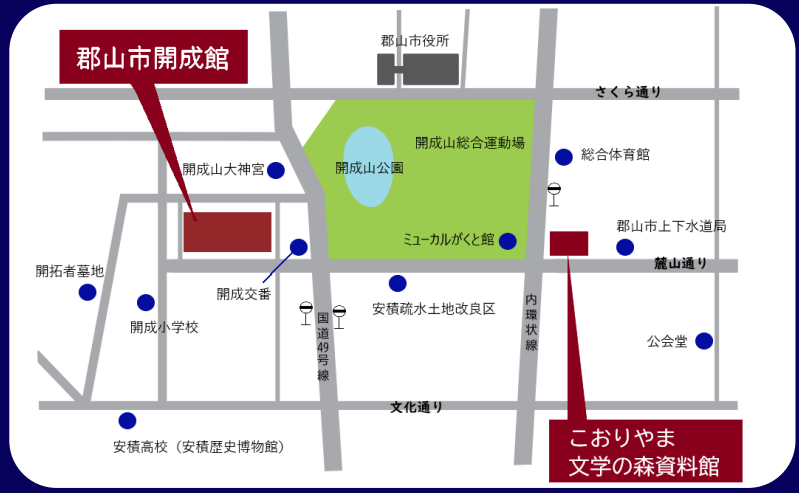 郡山市役所
郡山市開成館
さくら通り
開成山総合運動場
総合体育館
開成山大神宮
開成山公園
郡山市上下水道局
ミューカルがくと館
麓山通り
開拓者墓地
開成交番
安積疏水土地改良区
開成小学校
国道49号線
内環状線
公会堂
文化通り
安積高校（安積歴史博物館）
こおりやま
文学の森資料館